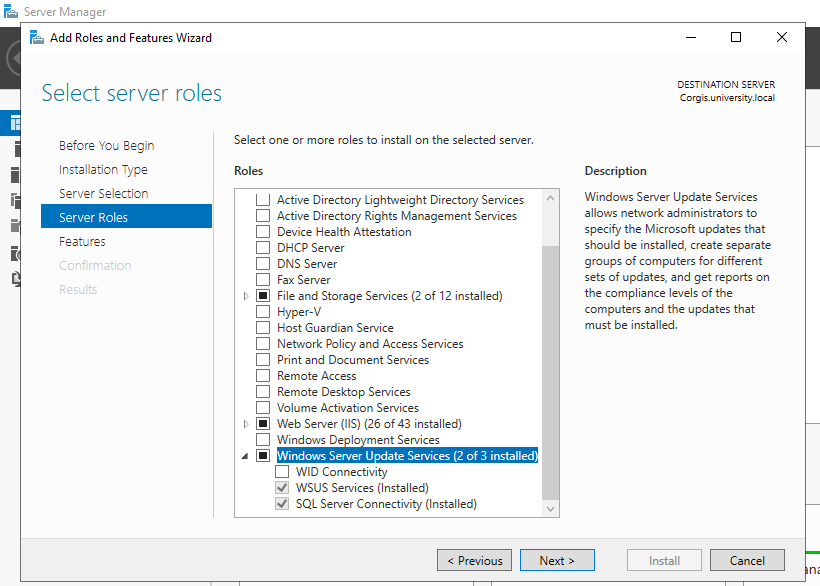 Server Manager
Add Roles and Features Wizard
Select server roles
DESTINATION SERVER
Corgis.university.local
Before You Begin
Installation Type
Server Selection
Server Roles
Features
Confirmation
Results
Select one or more roles to install on the selected server.
Roles
Active Directory Lightweight Directory Services
Active Directory Rights Management Services
Device Health Attestation
DHCP Server
DNS Server
Fax Server
File and Storage Services (2 of 12 installed)
Hyper-V
Host Guardian Service
Network Policy and Access Services
Print and Document Services
Remote Access
Remote Desktop Services
Volume Activation Services
Web Server (IIS) (26 of 43 installed)
Windows Deployment Services
Windows Server Update Services (2 of 3 installed)
WID Connectivity
WSUS Services (Installed)
SQL Server Connectivity (Installed)
Description
Windows Server Update Services
allows network administrators to
specify the Microsoft updates that
should be installed, create separate
groups of computers for different
sets of updates, and get reports on
the compliance levels of the
computers and the updates that
must be installed.
< Previous
Next >
Install
Cancel